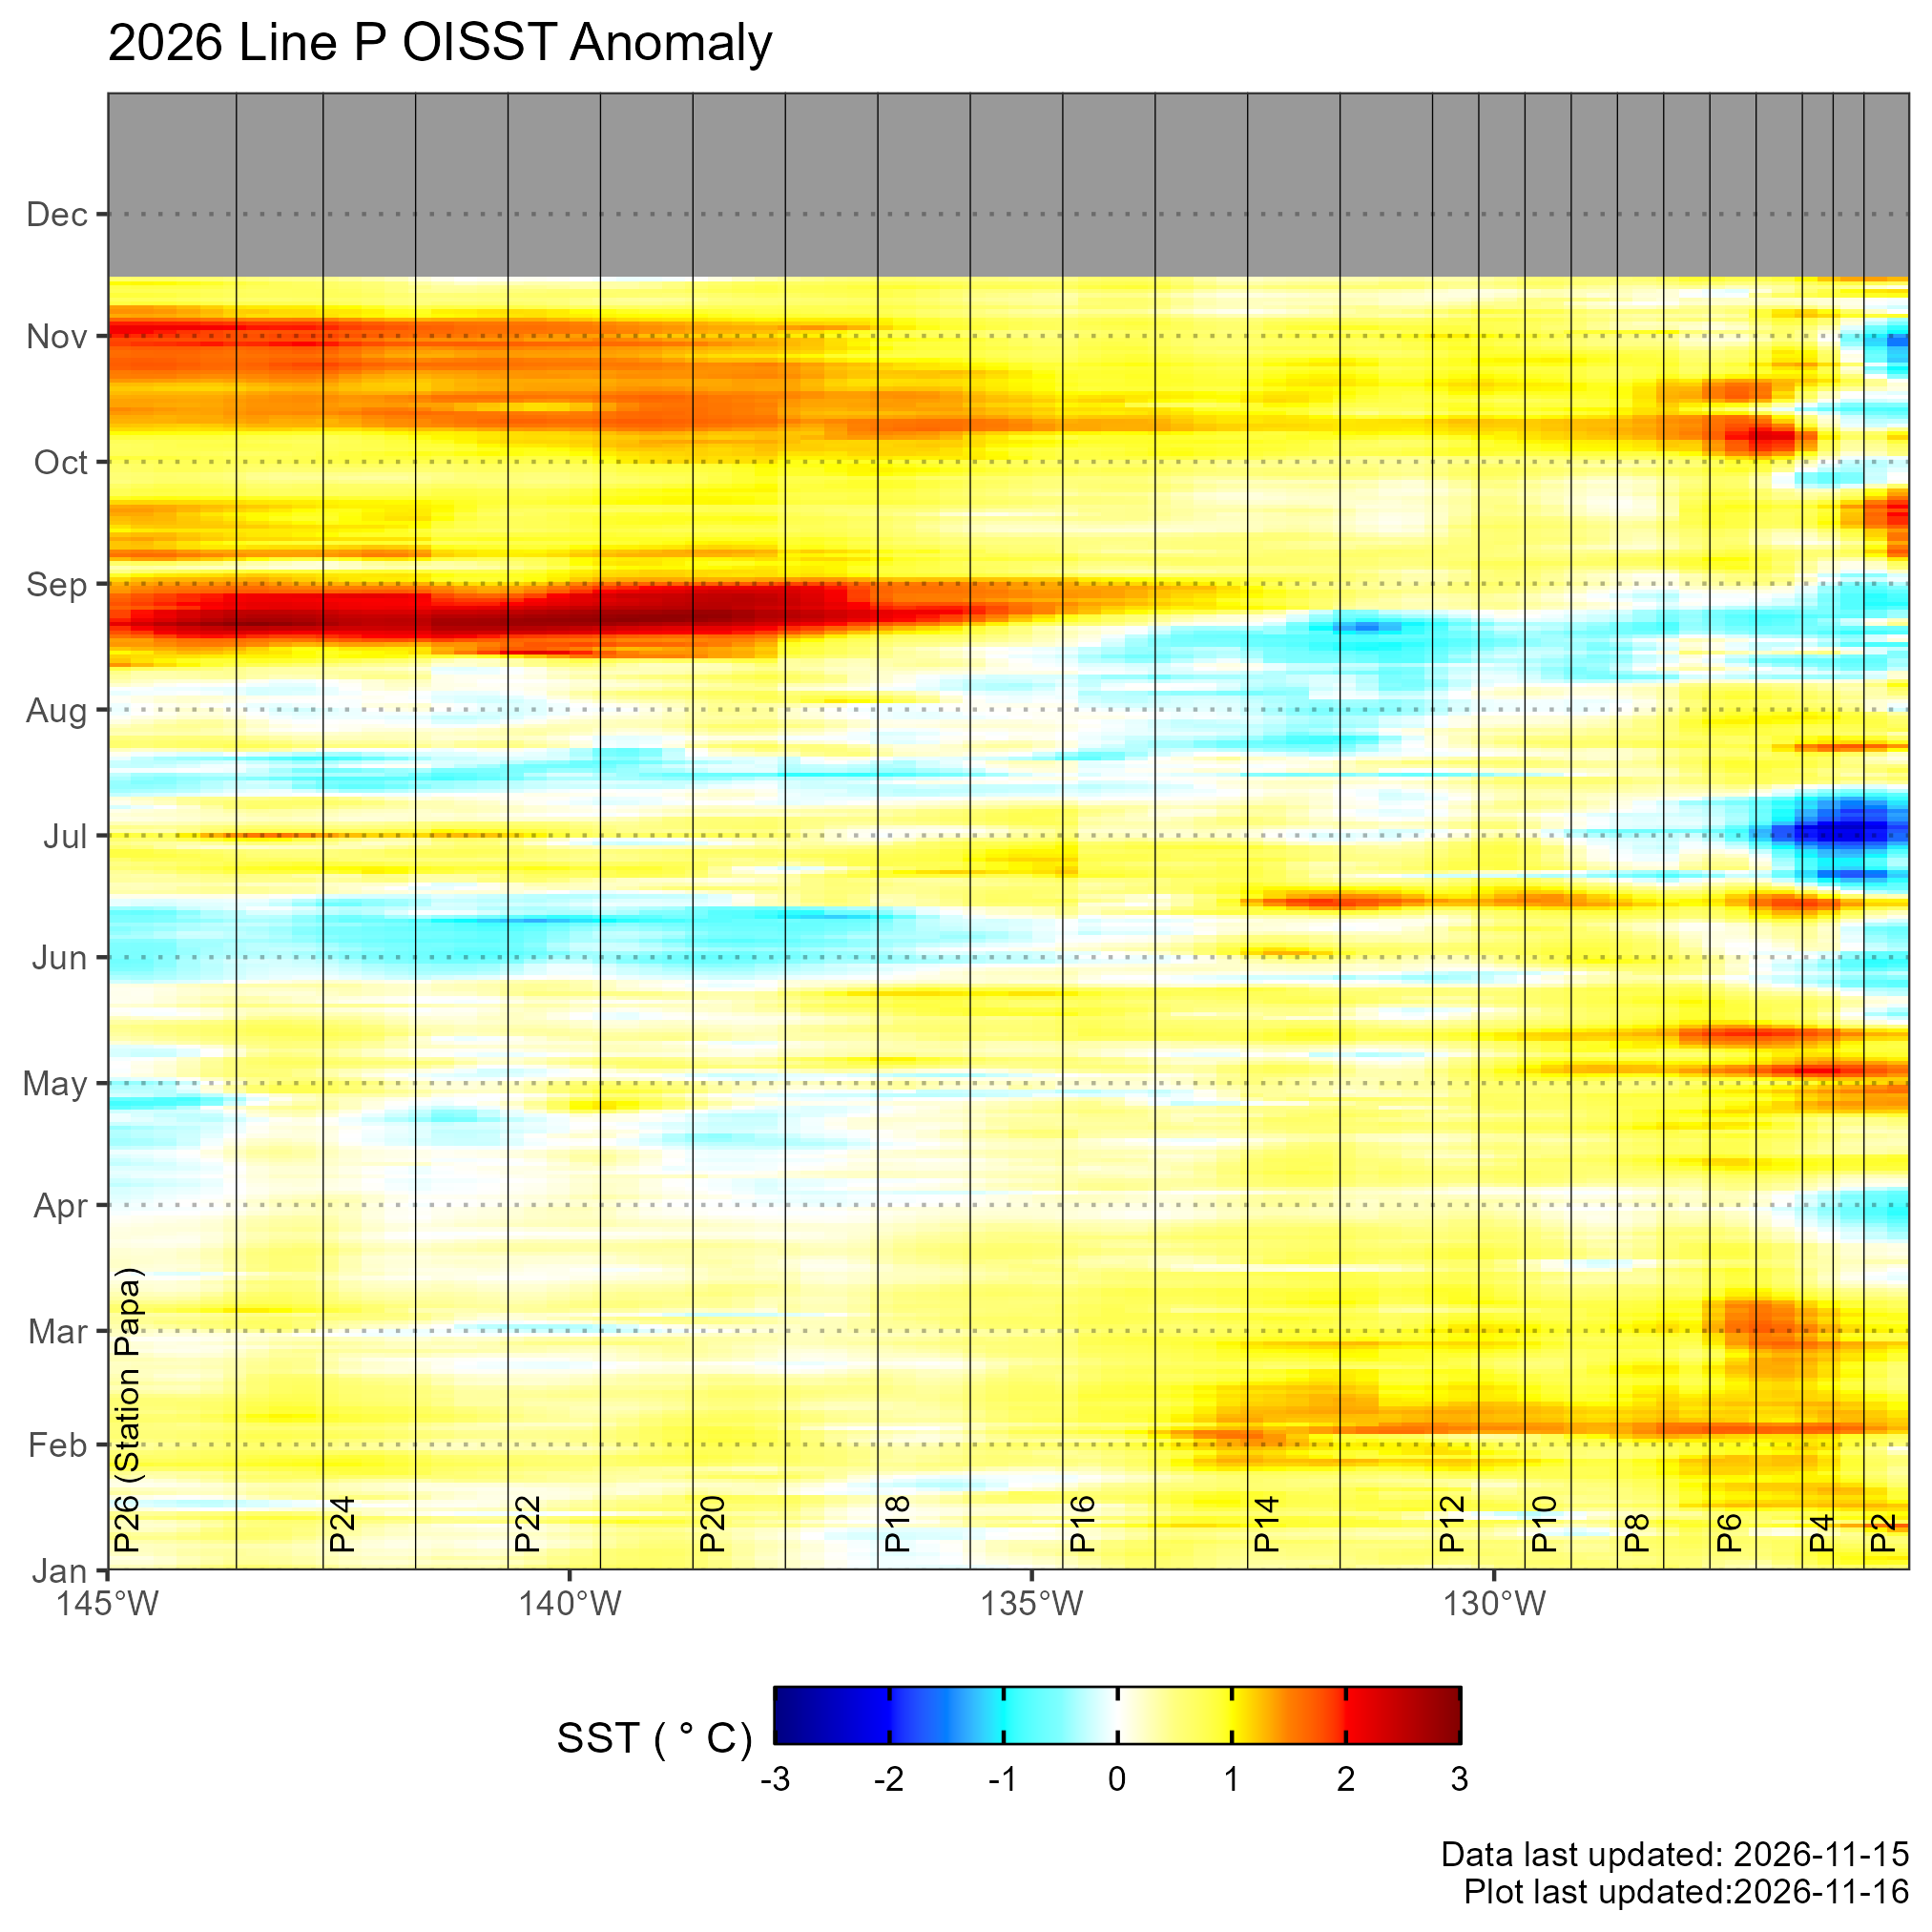 2026 Line P OISST Anomaly
Dec
Nov
Oct
Sep
Aug
Jul
Jun
May
Apr
Mar
Feb
Jan
P26 (Station Papa)
P24
P22
P20
P18
P16
P14
P12
P10
P8
P6
P4
P2
145°W
140°W
135°W
130°W
SST ( ° C)
-3
-2
-1
0
1
2
3
Data last updated: 2026-11-15
Plot last updated:2026-11-16